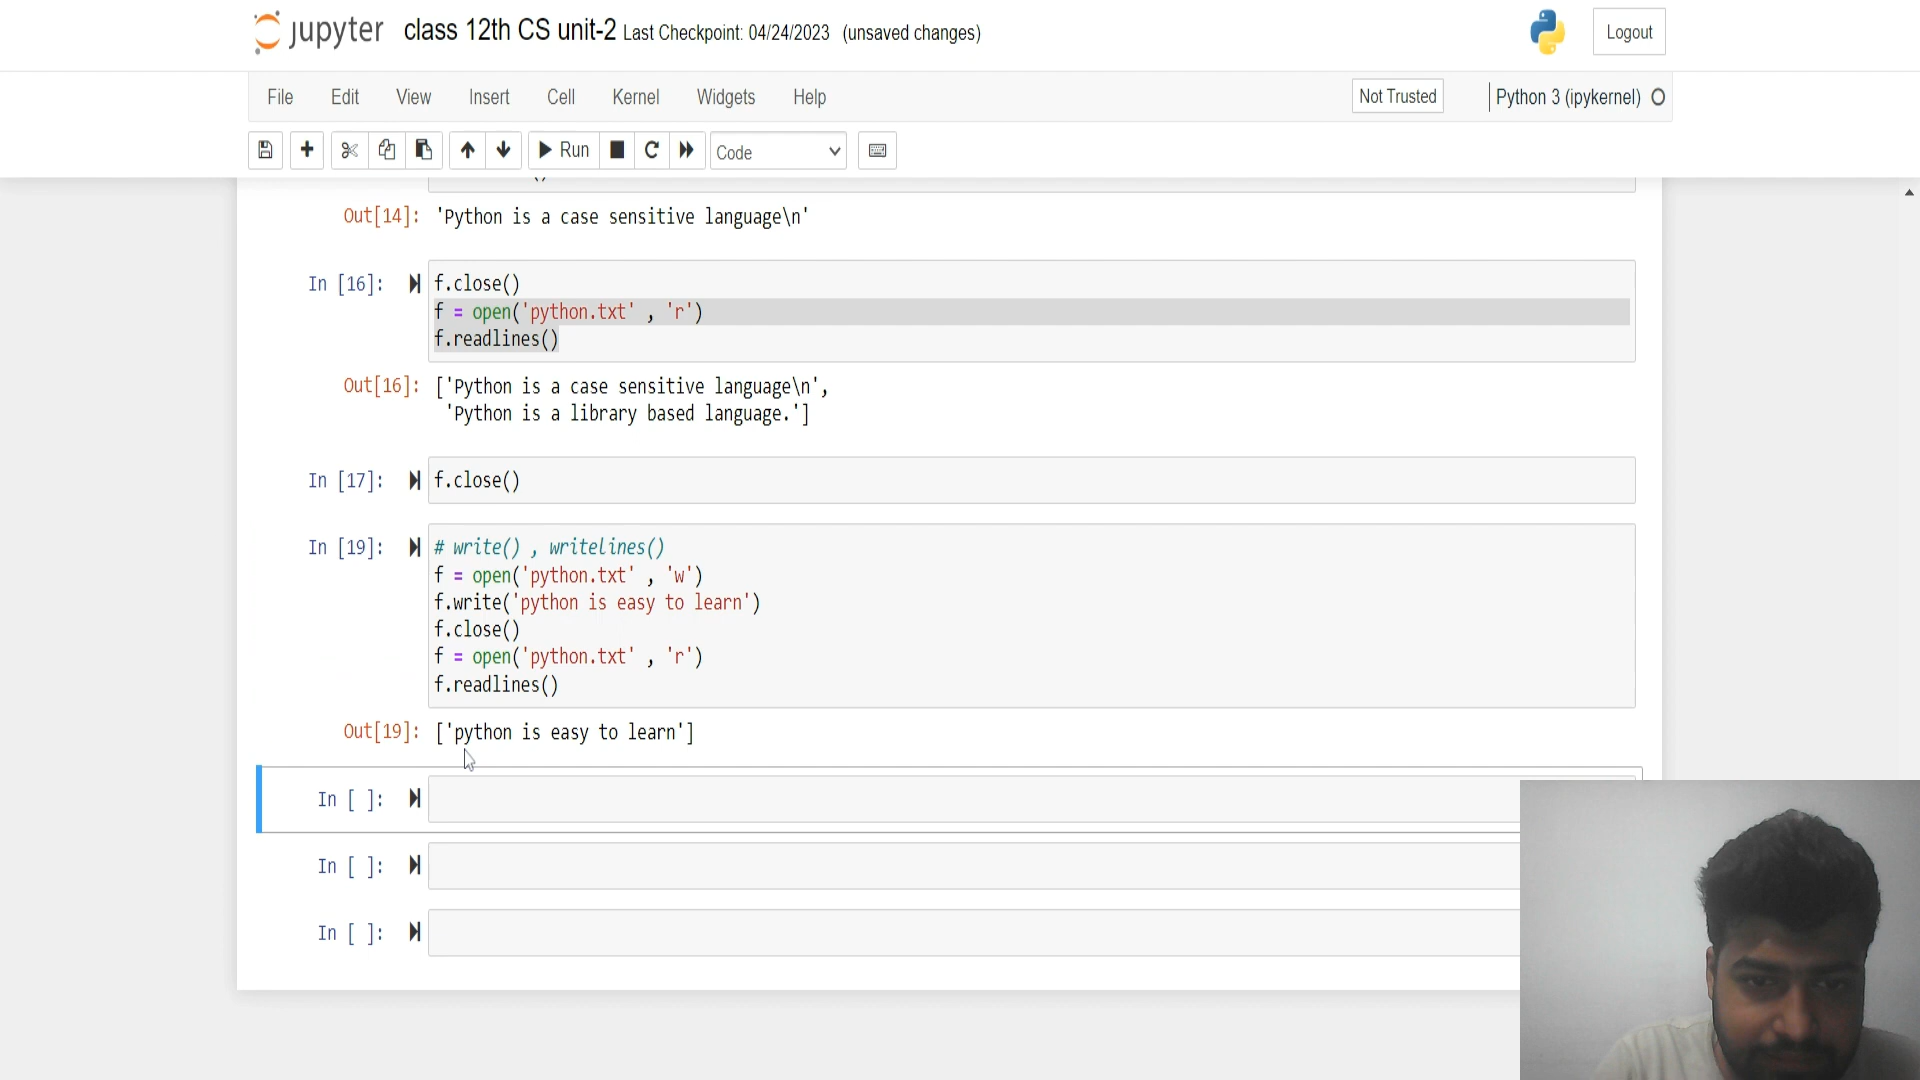 jupyter class 12th CS unit-2 Last Checkpoint: 04/24/2023 (unsaved changes) Logout
File Edit View Insert Cell Kernel Widgets Help Not Trusted Python 3 (ipykernel)
Run Code
Out[14]: 'Python is a case sensitive language\n'
In [16]: f.close()
f = open('python.txt' , 'r')
f.readlines()
Out[16]: ['Python is a case sensitive language\n',
'Python is a library based language.']
In [17]: f.close()
In [19]: # write() , writelines()
f = open('python.txt' , 'w')
f.write('python is easy to learn')
f.close()
f = open('python.txt' , 'r')
f.readlines()
Out[19]: ['python is easy to learn']
In [ ]:
In [ ]:
In [ ]: